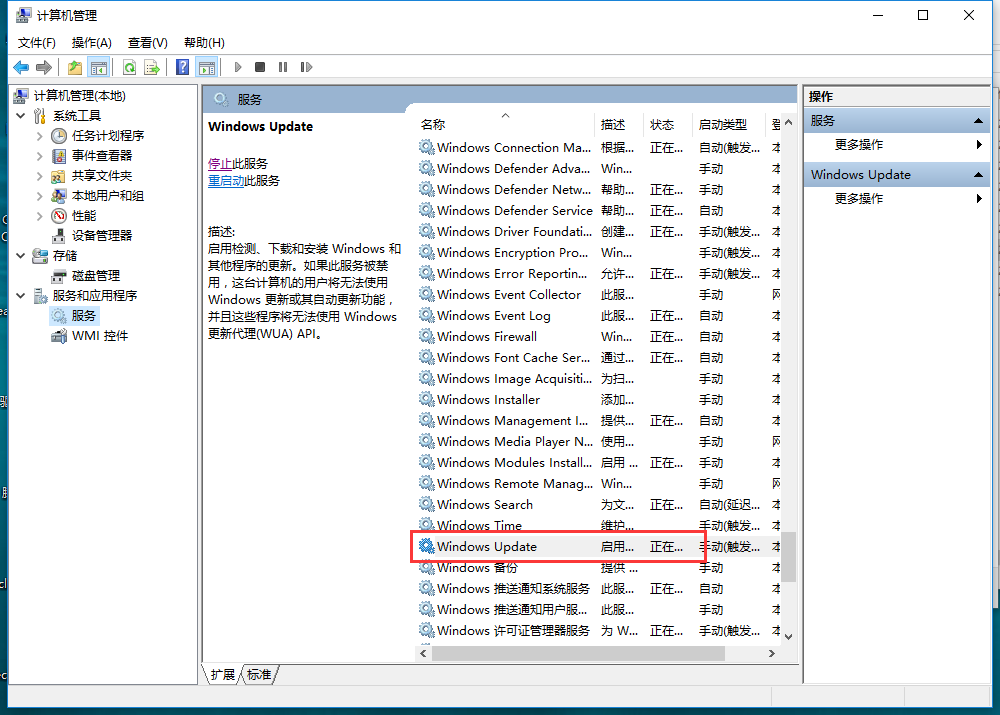 计算机管理
文件(F) 操作(A) 查看(V) 帮助(H)
计算机管理(本地)
系统工具
任务计划程序
事件查看器
共享文件夹
本地用户和组
性能
设备管理器
存储
磁盘管理
服务和应用程序
服务
WMI 控件
服务
Windows Update
停止此服务
重启动此服务
描述:
启用检测、下载和安装 Windows 和
其他程序的更新。如果此服务被禁
用，这台计算机的用户将无法使用
Windows 更新或其自动更新功能，
并且这些程序将无法使用 Windows
更新代理(WUA) API。
名称 描述 状态 启动类型 登
Windows Connection Ma... 根据... 正在... 自动(触发... 本
Windows Defender Adva... Win... 手动 本
Windows Defender Netw... 帮助... 正在... 手动 本
Windows Defender Service 帮助... 正在... 自动 本
Windows Driver Foundati... 创建... 正在... 手动(触发... 本
Windows Encryption Pro... Win... 手动(触发... 本
Windows Error Reportin... 允许... 正在... 手动(触发... 本
Windows Event Collector 此服... 手动 网
Windows Event Log 此服... 正在... 自动 本
Windows Firewall Win... 正在... 自动 本
Windows Font Cache Ser... 通过... 正在... 自动 本
Windows Image Acquisiti... 为扫... 手动 本
Windows Installer 添加... 手动 本
Windows Management I... 提供... 正在... 自动 本
Windows Media Player N... 使用... 手动 网
Windows Modules Install... 启用 ... 正在... 手动 本
Windows Remote Manag... Win... 手动 网
Windows Search 为文... 正在... 自动(延迟... 本
Windows Time 维护... 手动(触发... 本
Windows Update 启用... 正在... 手动(触发... 本
Windows 备份 提供 ... 手动 本
Windows 推送通知系统服务 此服... 正在... 自动 本
Windows 推送通知用户服... 此服... 手动 本
Windows 许可证管理器服务 为 W... 正在... 手动(触发... 本
扩展 标准
操作
服务
更多操作
Windows Update
更多操作